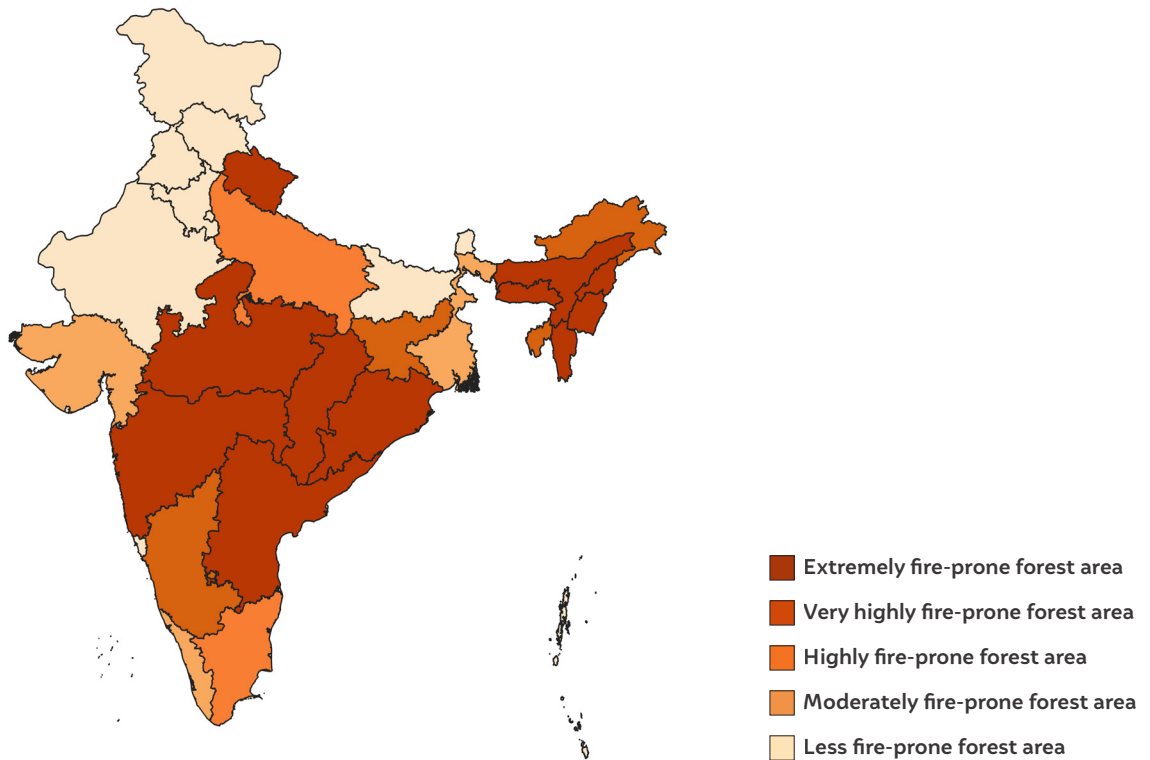 Extremely fire-prone forest area
Very highly fire-prone forest area
Highly fire-prone forest area
Moderately fire-prone forest area
Less fire-prone forest area